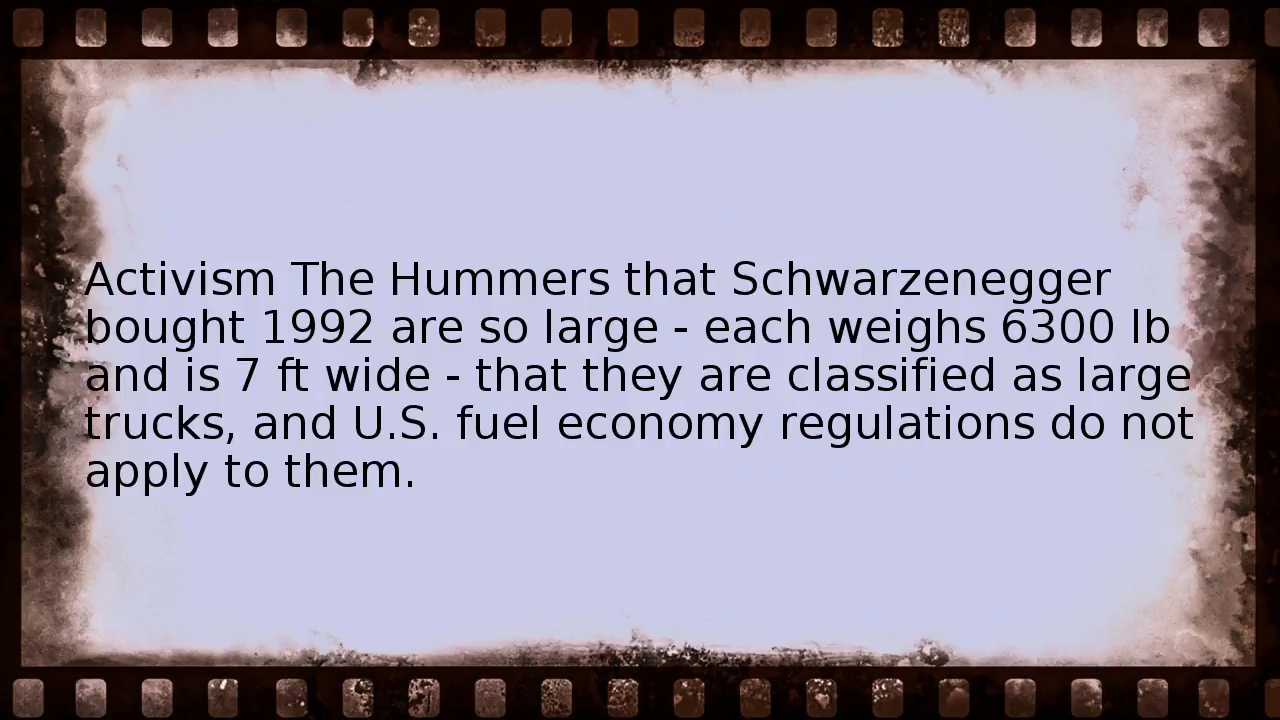 Activism The Hummers that Schwarzenegger
bought 1992 are so large - each weighs 6300 lb
and is 7 ft wide - that they are classified as large
trucks, and U.S. fuel economy regulations do not
apply to them.